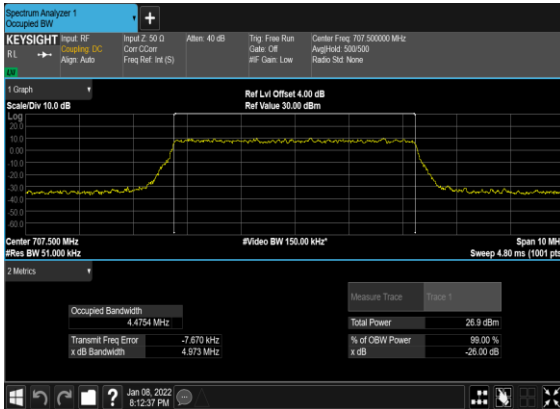 Spectrum Analyzer 1
Occupied BW
KEYSIGHT
RL
Input: RF
Coupling: DC
Align: Auto
Input Z: 50 Ω
Corr CCorr
Freq Ref: Int (S)
Atten: 40 dB
Trig: Free Run
Gate: Off
#IF Gain: Low
Center Freq: 707.500000 MHz
Avg|Hold: 500/500
Radio Std: None
1 Graph
Scale/Div 10.0 dB
Ref Lvl Offset 4.00 dB
Ref Value 30.00 dBm
Log
20.0
10.0
0.00
-10.0
-20.0
-30.0
-40.0
-50.0
-60.0
Center 707.500 MHz
#Res BW 51.000 kHz
#Video BW 150.00 kHz*
Span 10 MH
Sweep 4.80 ms (1001 pts
2 Metrics
Measure Trace
Trace 1
Occupied Bandwidth
4.4754 MHz
Total Power
26.9 dBm
Transmit Freq Error
-7.670 kHz
% of OBW Power
99.00 %
x dB Bandwidth
4.973 MHz
x dB
-26.00 dB
?
Jan 08, 2022
8:12:37 PM